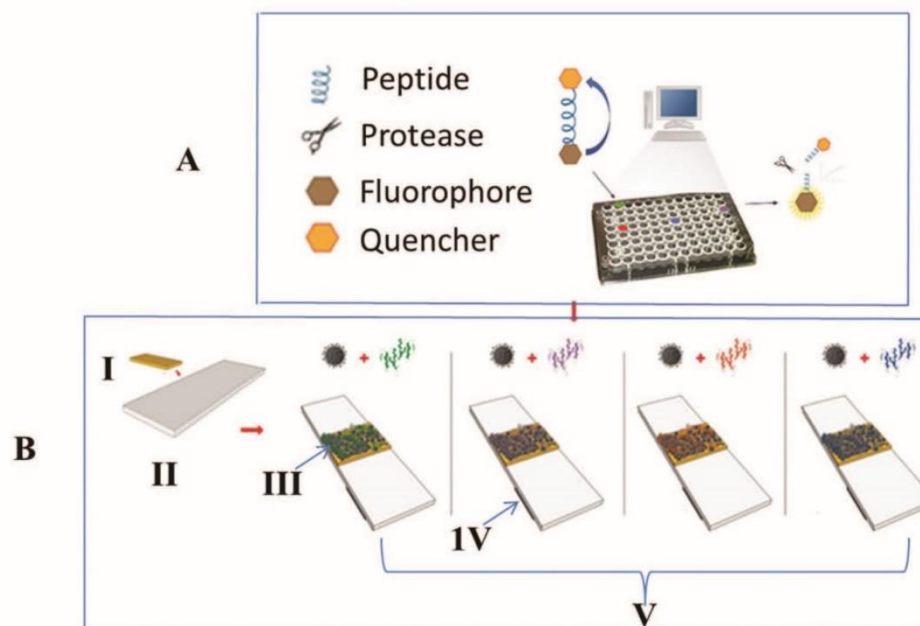 Peptide
Protease
Fluorophore
Quencher
A
I
II
III
1V
B
V